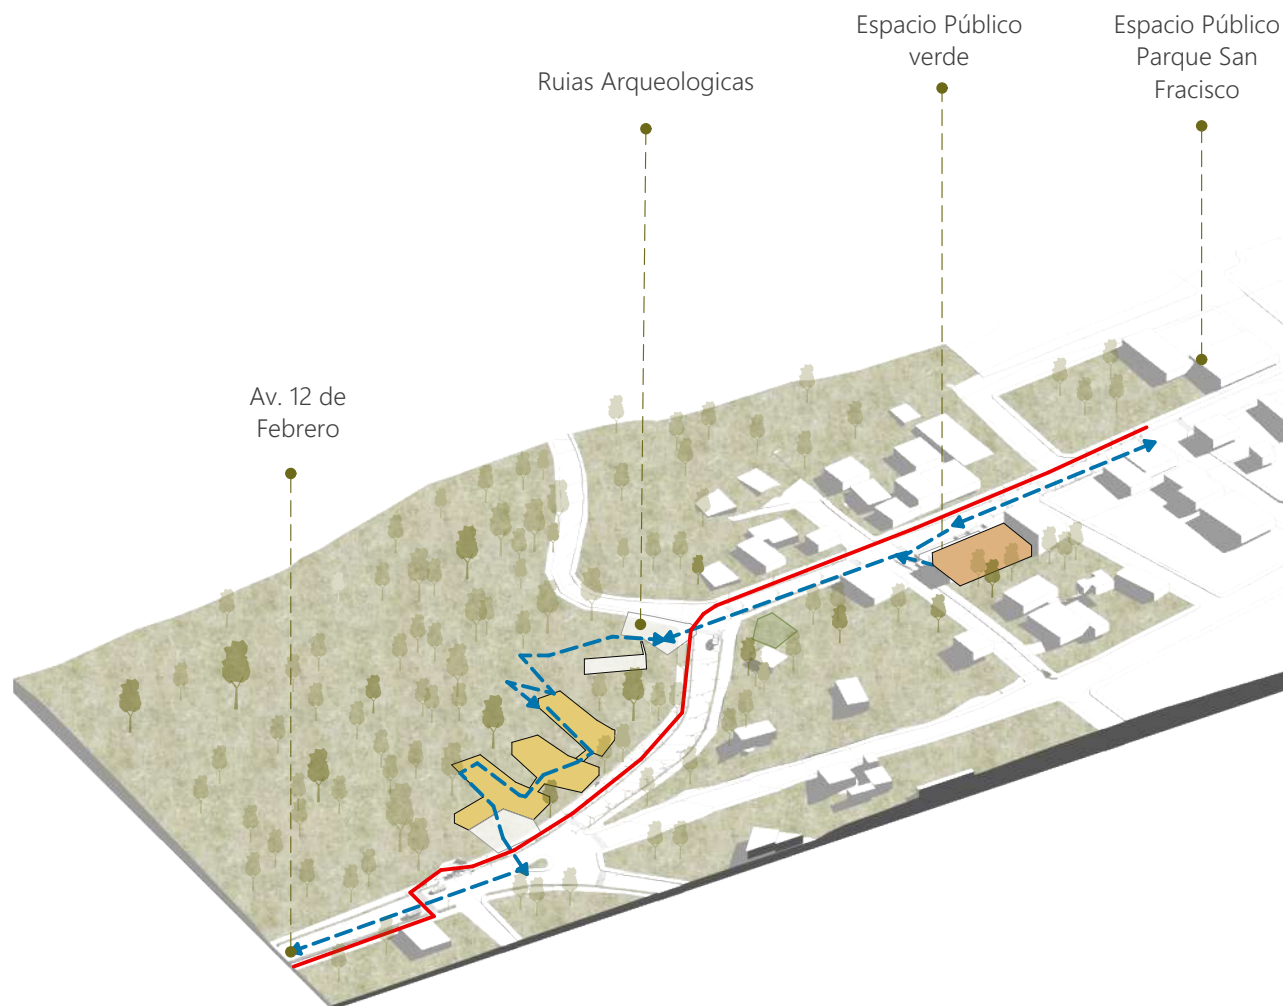 Espacio Público
verde
Espacio Público
Parque San
Fracisco
Ruias Arqueologicas
Av. 12 de
Febrero